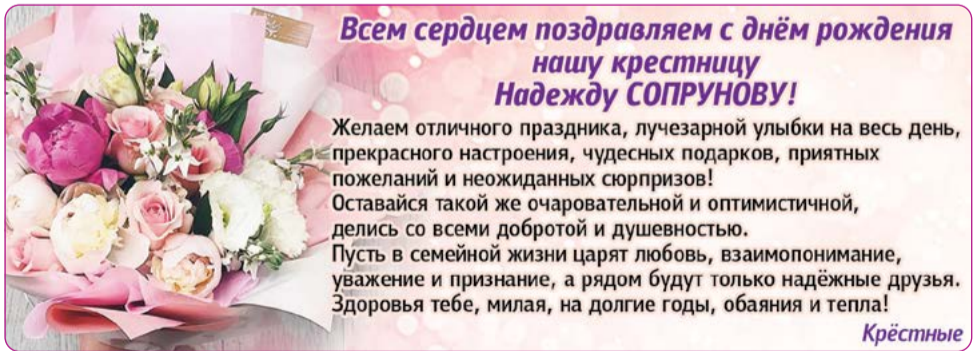 Всем сердцем поздравляем с днём рождения
нашу крестницу
Надежду СОПРУНОВУ!
Желаем отличного праздника, лучезарной улыбки на весь день,
прекрасного настроения, чудесных подарков, приятных
пожеланий и неожиданных сюрпризов!
Оставайся такой же очаровательной и оптимистичной,
делись со всеми добротой и душевностью.
Пусть в семейной жизни царят любовь, взаимопонимание,
уважение и признание, а рядом будут только надёжные друзья.
Здоровья тебе, милая, на долгие годы, обаяния и тепла!
Крёстные